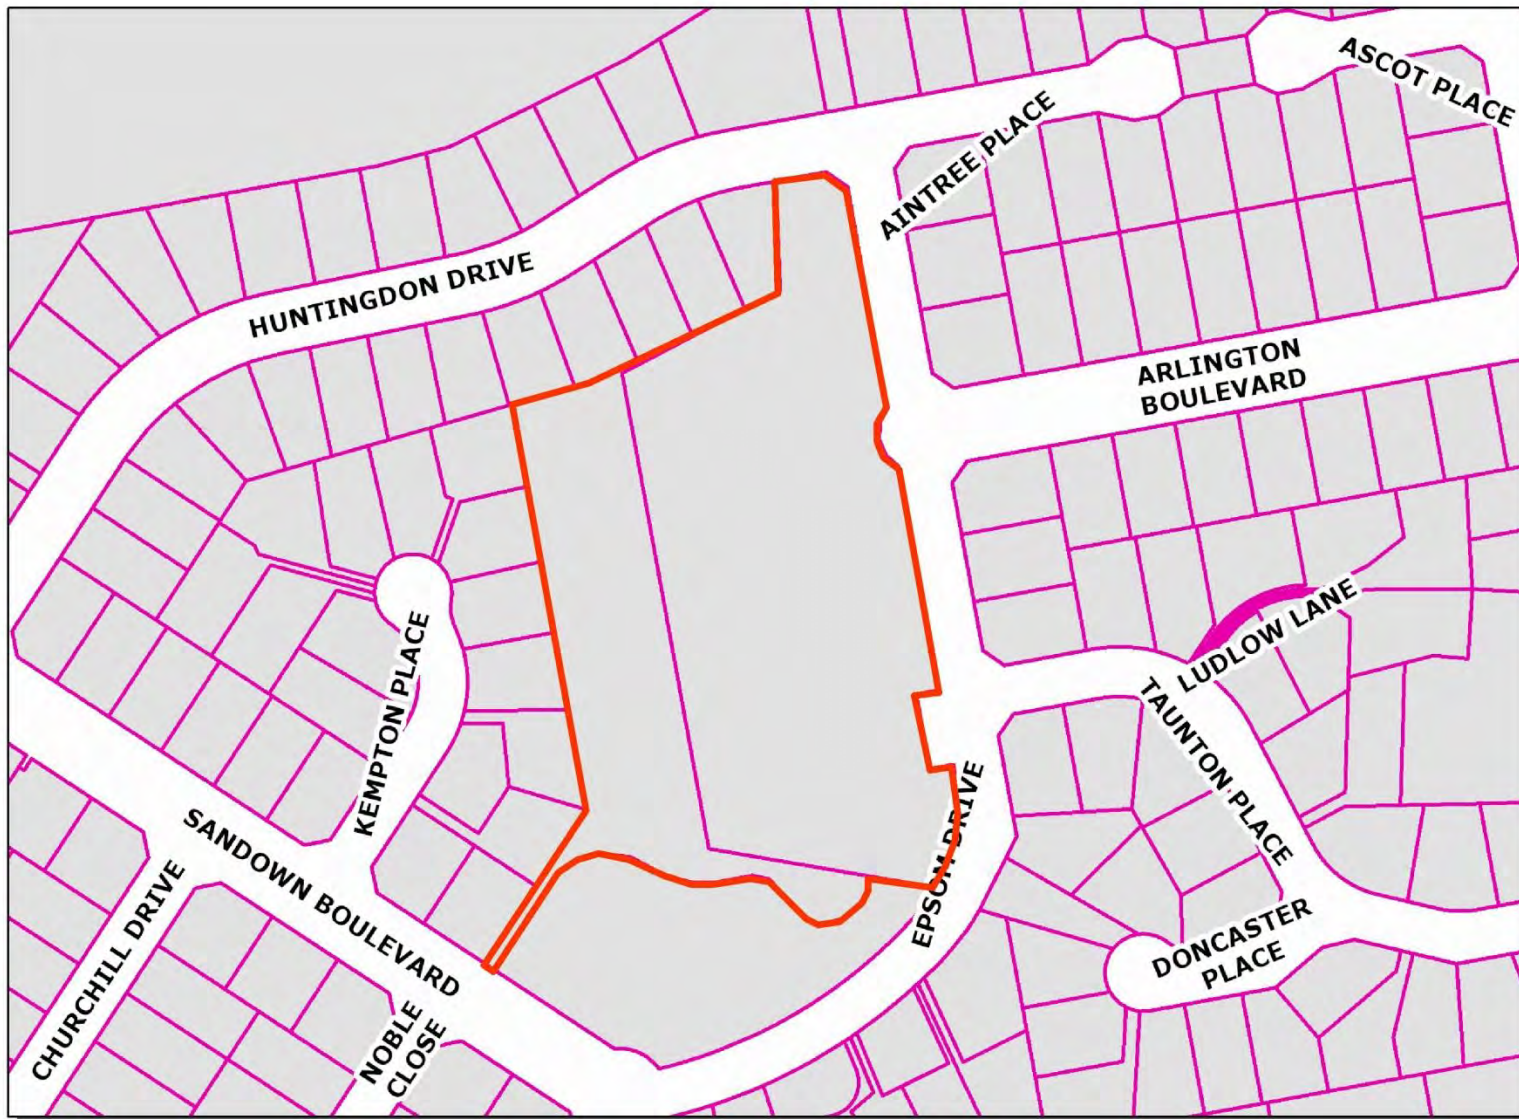 ASCOT PLACE
AINTREE PLACE
HUNTINGDON DRIVE
ARLINGTON
BOULEVARD
LUDLOW LANE
TAUNTON PLACE
KEMPTON PLACE
EPSOM DRIVE
SANDOWN BOULEVARD
CHURCHILL DRIVE
DONCASTER
PLACE
NOBLE
CLOSE